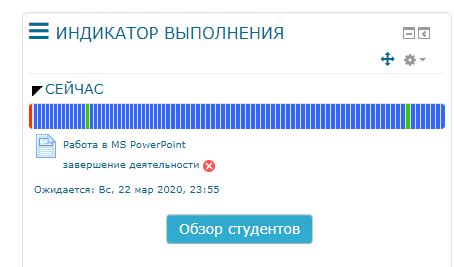 ИНДИКАТОР ВЫПОЛНЕНИЯ
СЕЙЧАС
Работа в MS PowerPoint
завершение деятельности
Ожидается: Вс, 22 мар 2020, 23:55
Обзор студентов